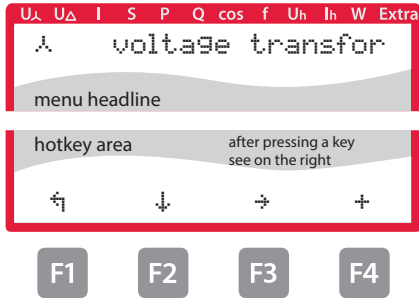 U⅄ U△ I S P Q cos f Uh Ih W Extra
⅄ voltage transfor
menu headline
hotkey area
after pressing a key
see on the right
↰ ↓ → +
F1 F2 F3 F4